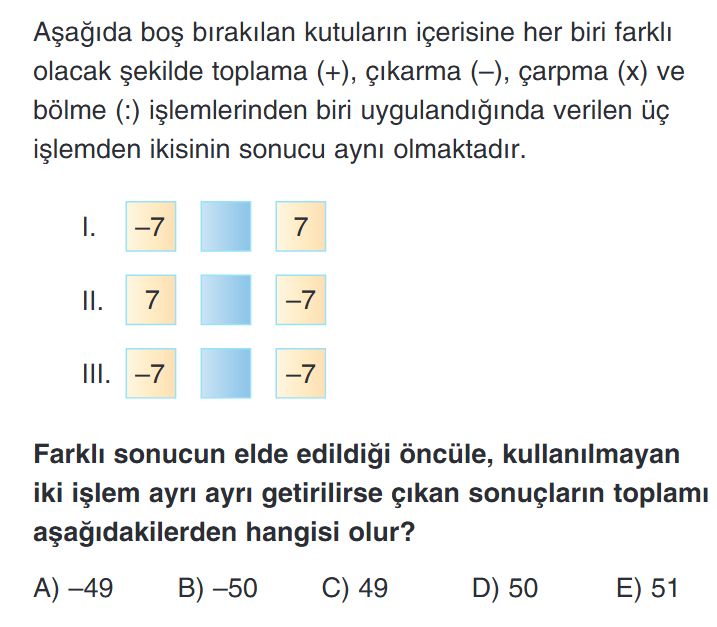 Aşağıda boş bırakılan kutuların içerisine her biri farklı
olacak şekilde toplama (+), çıkarma (–), çarpma (x) ve
bölme (:) işlemlerinden biri uygulandığında verilen üç
işlemden ikisinin sonucu aynı olmaktadır.
I. –7 7
II. 7 –7
III. –7 –7
Farklı sonucun elde edildiği öncüle, kullanılmayan
iki işlem ayrı ayrı getirilirse çıkan sonuçların toplamı
aşağıdakilerden hangisi olur?
A) –49 B) –50 C) 49 D) 50 E) 51